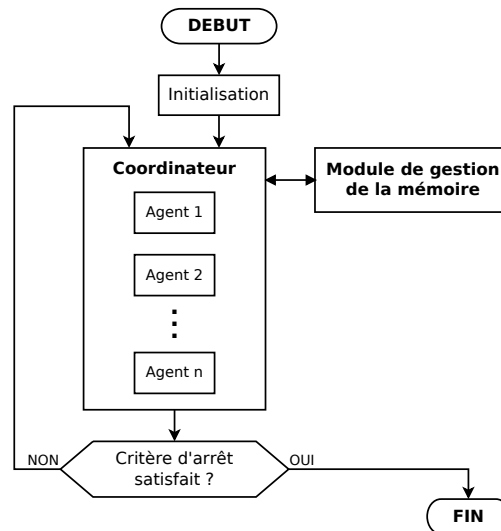 DEBUT
Initialisation
Coordinateur
Module de gestion
de la mémoire
Agent 1
Agent 2
Agent n
NON
Critère d'arrêt
satisfait ?
OUI
FIN